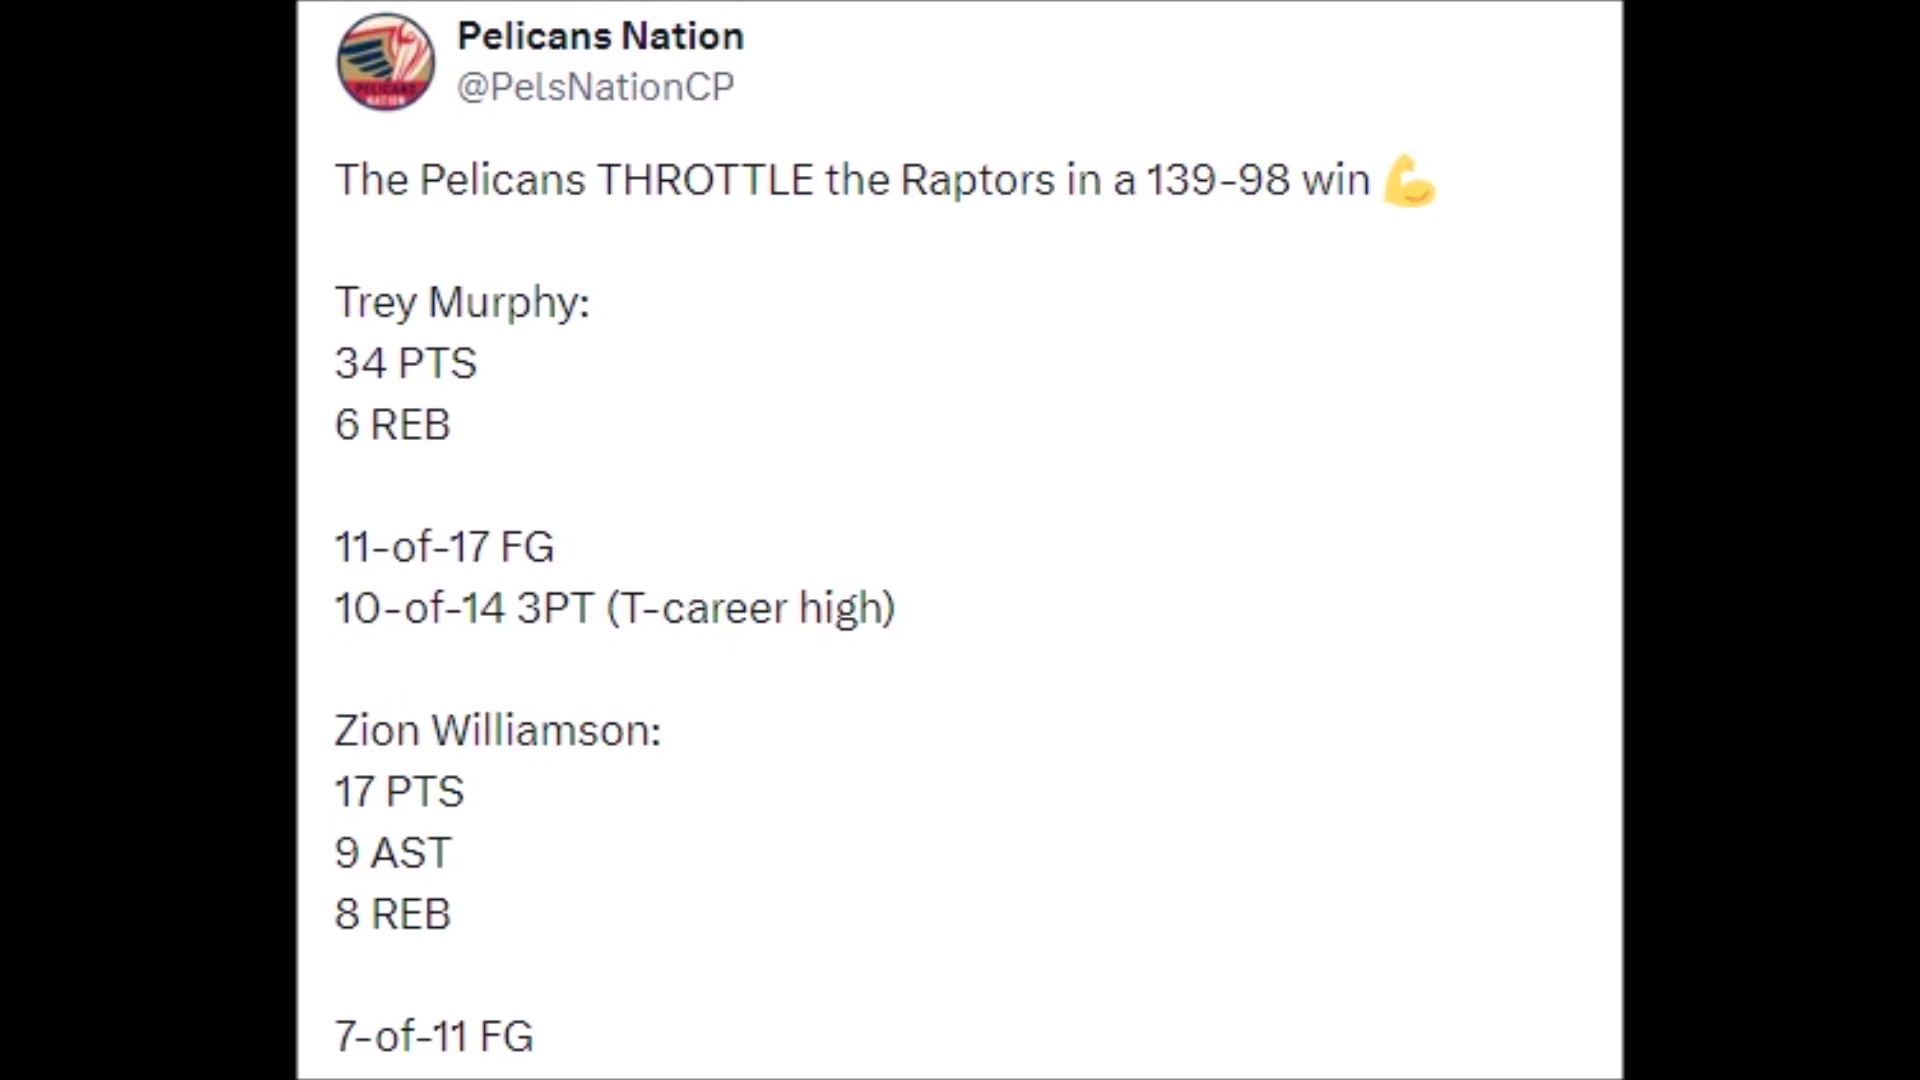 Pelicans Nation
@PelsNationCP
The Pelicans THROTTLE the Raptors in a 139-98 win 💪
Trey Murphy:
34 PTS
6 REB
11-of-17 FG
10-of-14 3PT (T-career high)
Zion Williamson:
17 PTS
9 AST
8 REB
7-of-11 FG
PELICANS
NATION